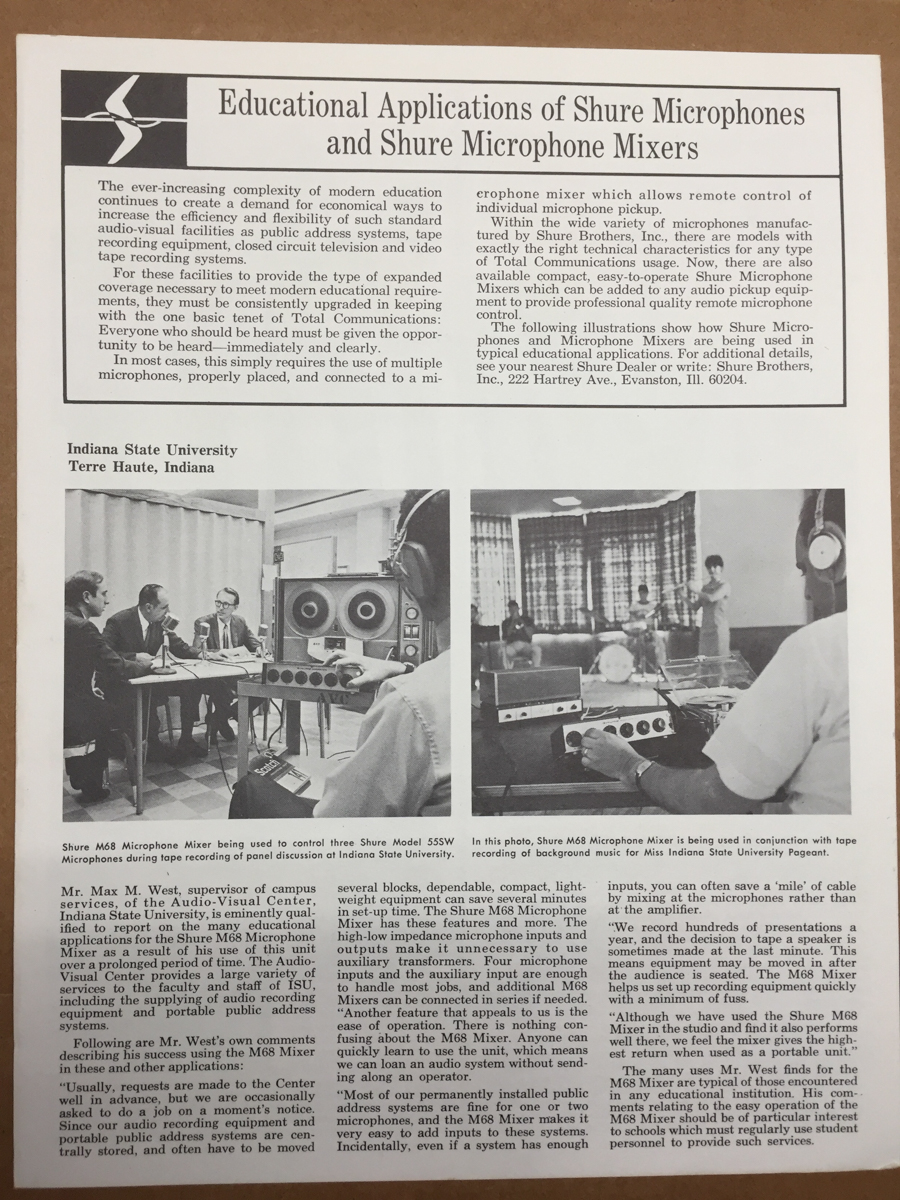 Educational Applications of Shure Microphones
and Shure Microphone Mixers
The ever-increasing complexity of modern education
continues to create a demand for economical ways to
increase the efficiency and flexibility of such standard
audio-visual facilities as public address systems, tape
recording equipment, closed circuit television and video
tape recording systems.
For these facilities to provide the type of expanded
coverage necessary to meet modern educational require-
ments, they must be consistently upgraded in keeping
with the one basic tenet of Total Communications:
Everyone who should be heard must be given the oppor-
tunity to be heard—immediately and clearly.
In most cases, this simply requires the use of multiple
microphones, properly placed, and connected to a mi-
crophone mixer which allows remote control of
individual microphone pickup.
Within the wide variety of microphones manufac-
tured by Shure Brothers, Inc., there are models with
exactly the right technical characteristics for any type
of Total Communications usage. Now, there are also
available compact, easy-to-operate Shure Microphone
Mixers which can be added to any audio pickup equip-
ment to provide professional quality remote microphone
control.
The following illustrations show how Shure Micro-
phones and Microphone Mixers are being used in
typical educational applications. For additional details,
see your nearest Shure Dealer or write: Shure Brothers,
Inc., 222 Hartrey Ave., Evanston, Ill. 60204.
Indiana State University
Terre Haute, Indiana
AVC
Scotch
Shure M68 Microphone Mixer being used to control three Shure Model 55SW
Microphones during tape recording of panel discussion at Indiana State University.
In this photo, Shure M68 Microphone Mixer is being used in conjunction with tape
recording of background music for Miss Indiana State University Pageant.
Mr. Max M. West, supervisor of campus
services, of the Audio-Visual Center,
Indiana State University, is eminently qual-
ified to report on the many educational
applications for the Shure M68 Microphone
Mixer as a result of his use of this unit
over a prolonged period of time. The Audio-
Visual Center provides a large variety of
services to the faculty and staff of ISU,
including the supplying of audio recording
equipment and portable public address
systems.
Following are Mr. West's own comments
describing his success using the M68 Mixer
in these and other applications:
"Usually, requests are made to the Center
well in advance, but we are occasionally
asked to do a job on a moment's notice.
Since our audio recording equipment and
portable public address systems are cen-
trally stored, and often have to be moved
several blocks, dependable, compact, light-
weight equipment can save several minutes
in set-up time. The Shure M68 Microphone
Mixer has these features and more. The
high-low impedance microphone inputs and
outputs make it unnecessary to use
auxiliary transformers. Four microphone
inputs and the auxiliary input are enough
to handle most jobs, and additional M68
Mixers can be connected in series if needed.
"Another feature that appeals to us is the
ease of operation. There is nothing con-
fusing about the M68 Mixer. Anyone can
quickly learn to use the unit, which means
we can loan an audio system without send-
ing along an operator.
"Most of our permanently installed public
address systems are fine for one or two
microphones, and the M68 Mixer makes it
very easy to add inputs to these systems.
Incidentally, even if a system has enough
inputs, you can often save a 'mile' of cable
by mixing at the microphones rather than
at the amplifier.
"We record hundreds of presentations a
year, and the decision to tape a speaker is
sometimes made at the last minute. This
means equipment may be moved in after
the audience is seated. The M68 Mixer
helps us set up recording equipment quickly
with a minimum of fuss.
"Although we have used the Shure M68
Mixer in the studio and find it also performs
well there, we feel the mixer gives the high-
est return when used as a portable unit."
The many uses Mr. West finds for the
M68 Mixer are typical of those encountered
in any educational institution. His com-
ments relating to the easy operation of the
M68 Mixer should be of particular interest
to schools which must regularly use student
personnel to provide such services.